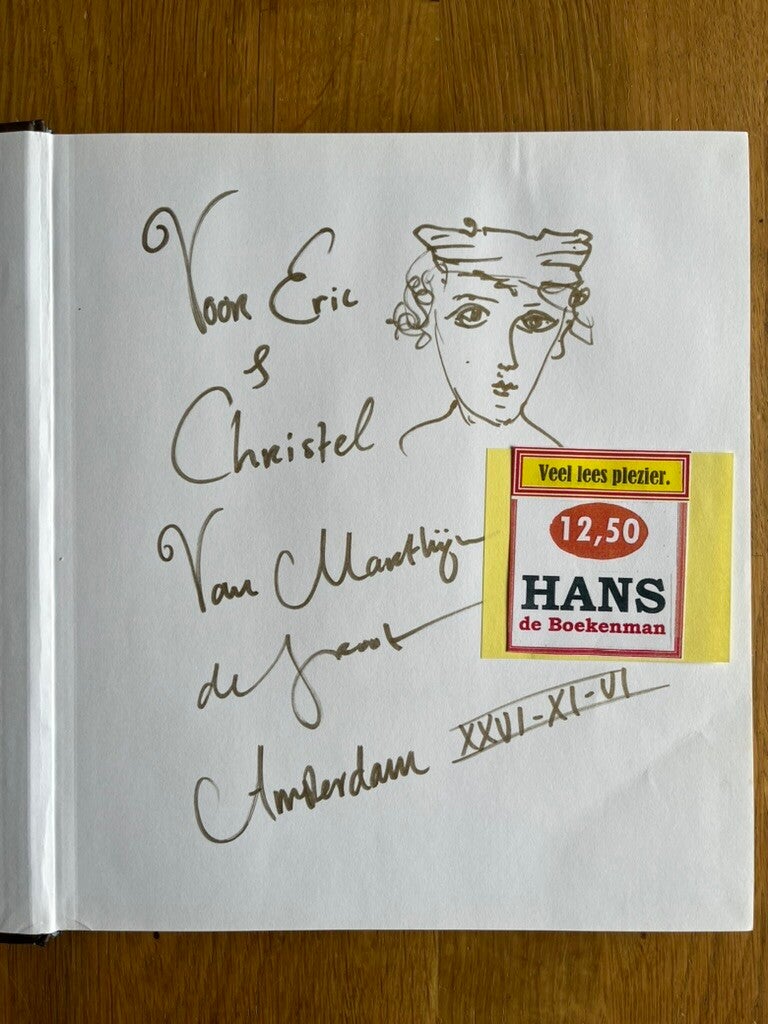 Voor Eric
&
Christel
Van Marthijn
de Groot
Amsterdam XXVI-XI-VI
Veel lees plezier.
12,50
HANS
de Boekenman